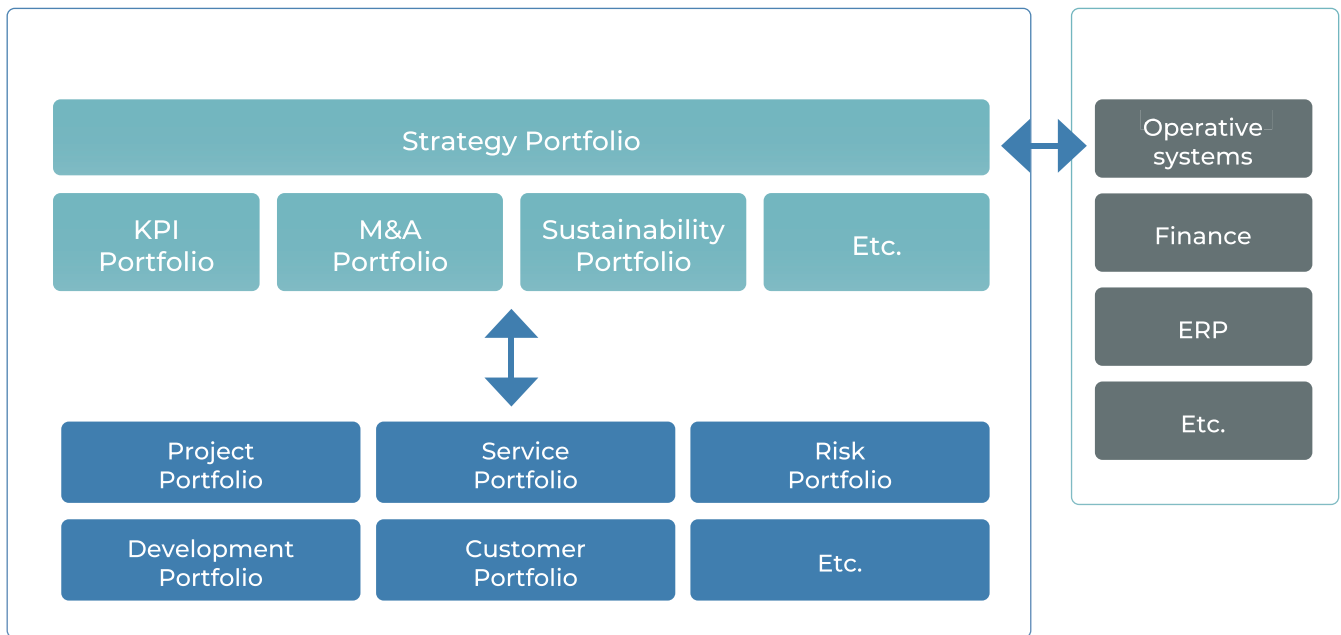 Strategy Portfolio
KPI
Portfolio
M&A
Portfolio
Sustainability
Portfolio
Etc.
Project
Portfolio
Service
Portfolio
Risk
Portfolio
Development
Portfolio
Customer
Portfolio
Etc.
Operative
systems
Finance
ERP
Etc.